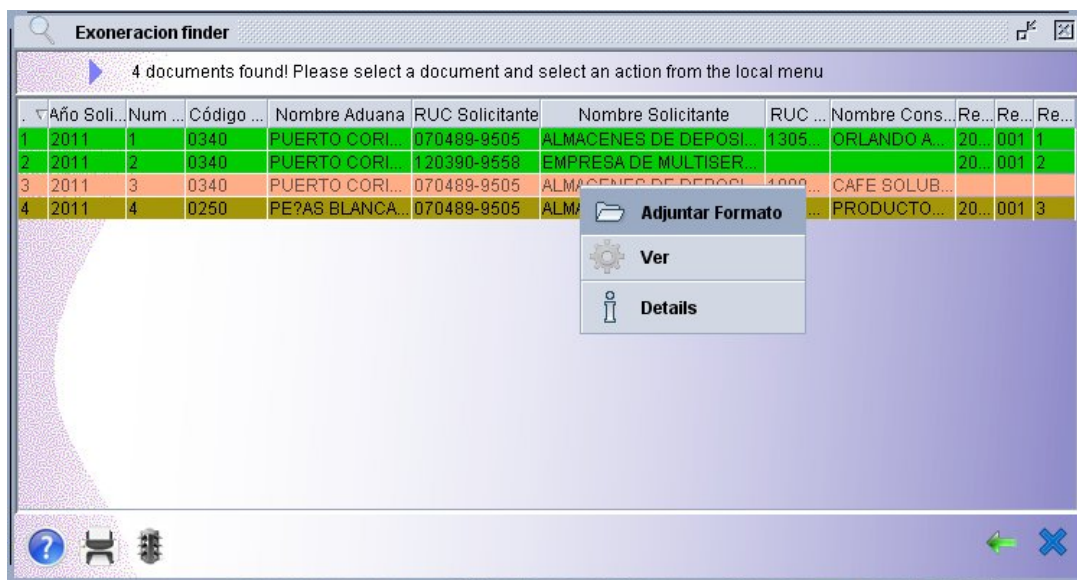 Exoneracion finder
4 documents found! Please select a document and select an action from the local menu
. Año Soli... Num ... Código ... Nombre Aduana RUC Solicitante Nombre Solicitante RUC ... Nombre Cons... Re... Re... Re...
1 2011 1 0340 PUERTO CORI... 070489-9505 ALMACENES DE DEPOSI... 1305... ORLANDO A... 20... 001 1
2 2011 2 0340 PUERTO CORI... 120390-9558 EMPRESA DE MULTISER... 20... 001 2
3 2011 3 0340 PUERTO CORI... 070489-9505 ALMACENES DE DEPOSI... CAFE SOLUB...
4 2011 4 0250 PE?AS BLANCA... 070489-9505 ALMA ... PRODUCTO... 20... 001 3
Adjuntar Formato
Ver
Details